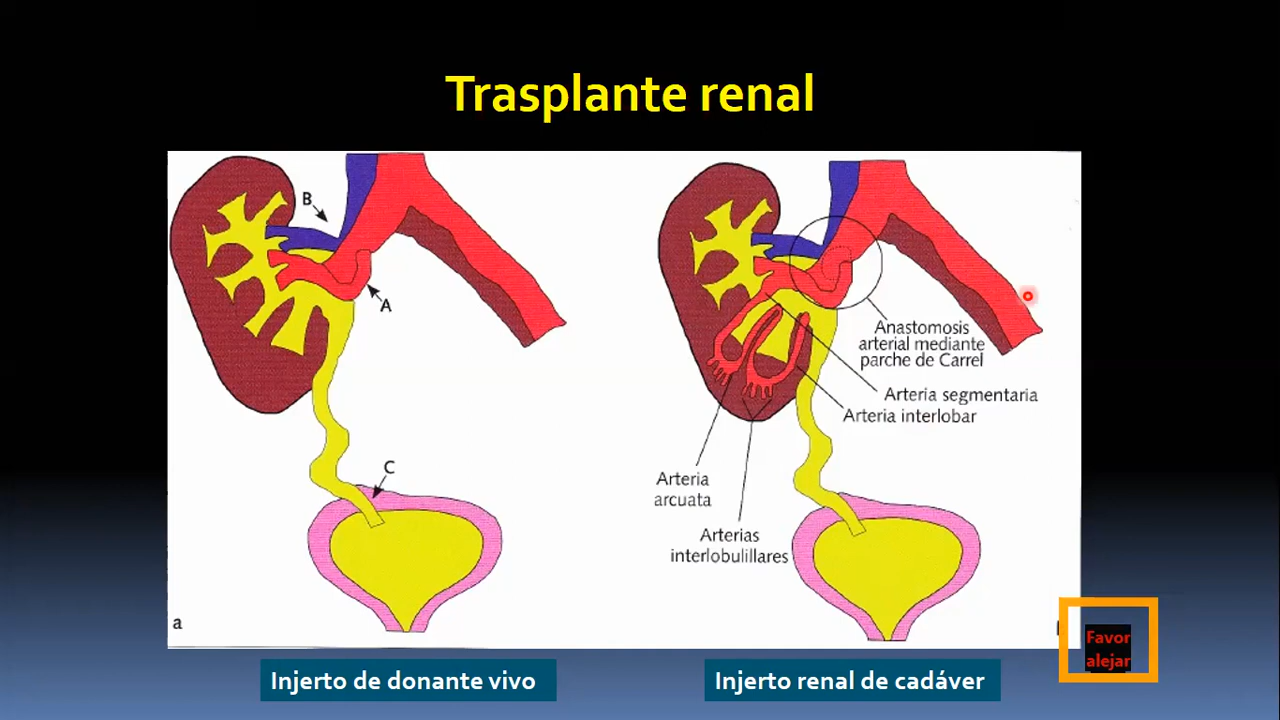 Trasplante renal
B
A
C
a
Anastomosis
arterial mediante
parche de Carrel
Arteria segmentaria
Arteria interlobar
Arteria
arcuata
Arterias
interlobulillares
Favor
alejar
Injerto de donante vivo
Injerto renal de cadáver